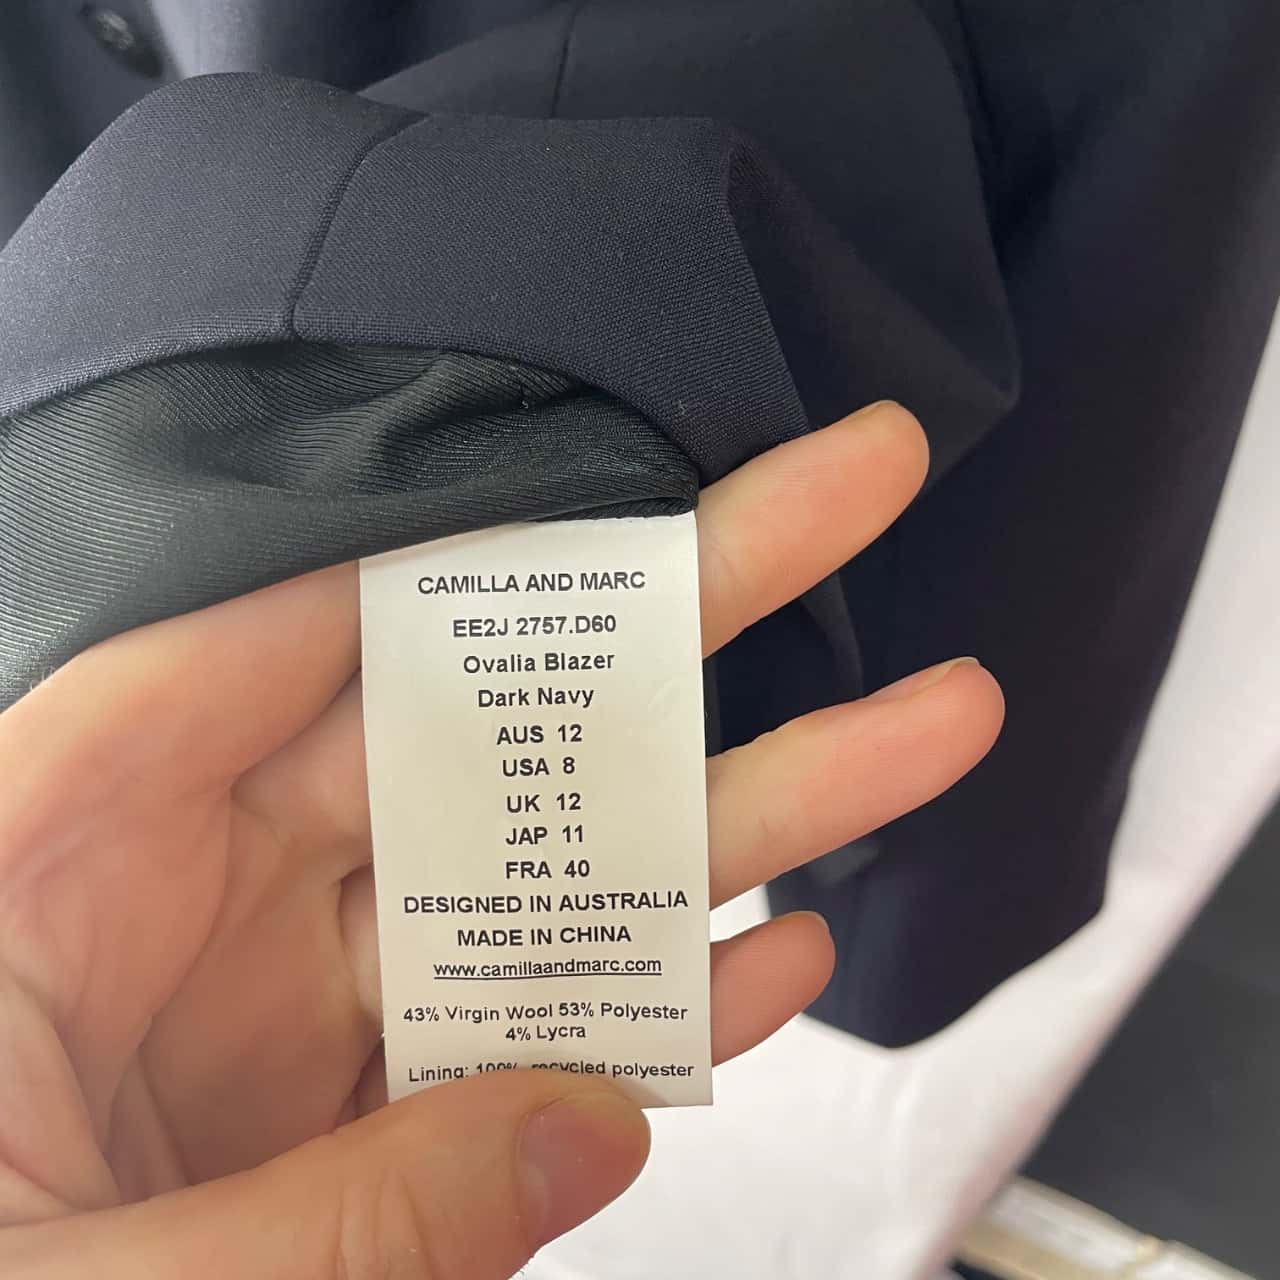 CAMILLA AND MARC
EE2J 2757.D60
Ovalia Blazer
Dark Navy
AUS 12
USA 8
UK 12
JAP 11
FRA 40
DESIGNED IN AUSTRALIA
MADE IN CHINA
www.camillaandmarc.com
43% Virgin Wool 53% Polyester
4% Lycra
Lining: 100% recycled polyester